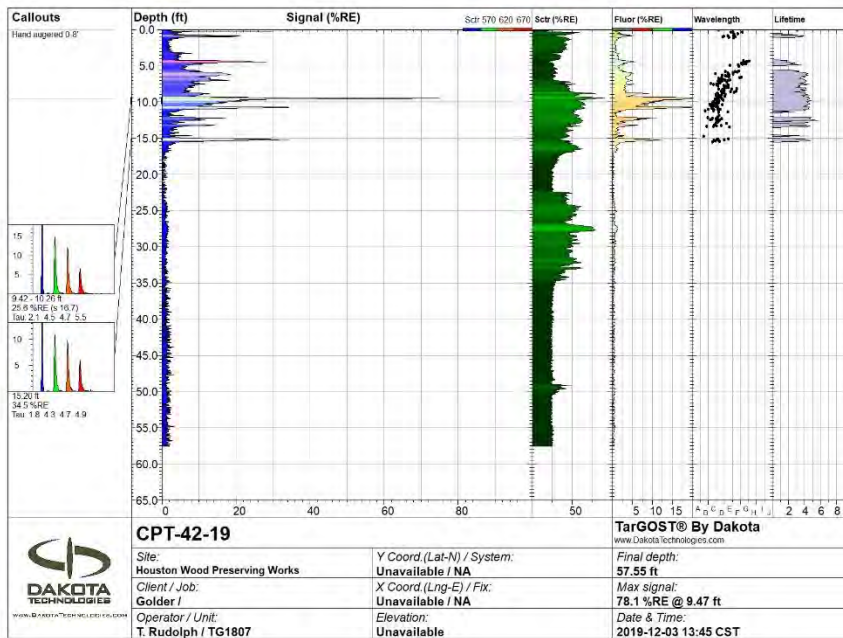 Callouts
Depth (ft)
Signal (%RE)
Sctr 570 620 670
Sctr (%RE)
Fluor (%RE)
Wavelength
Lifetime
Hand augered 0-8'
0.0
5.0
10.0
15.0
20.0
25.0
30.0
35.0
40.0
45.0
50.0
55.0
60.0
65.0
15
10
5
9.42 - 10.26 ft
25.6 %RE (s 16.7)
Tau: 2.1 4.5 4.7 5.5
10
5
15.20 ft
34.5 %RE
Tau: 1.8 4.3 4.7 4.9
0 20 40 60 80
50
5 10 15
A B C D E F G H I J
2 4 6 8
DAKOTA
TECHNOLOGIES
www.DakotaTechnologies.com
CPT-42-19
TarGOST® By Dakota
www.DakotaTechnologies.com
Site:
Houston Wood Preserving Works
Y Coord.(Lat-N) / System:
Unavailable / NA
Final depth:
57.55 ft
Client / Job:
Golder /
X Coord.(Lng-E) / Fix:
Unavailable / NA
Max signal:
78.1 %RE @ 9.47 ft
Operator / Unit:
T. Rudolph / TG1807
Elevation:
Unavailable
Date & Time:
2019-12-03 13:45 CST